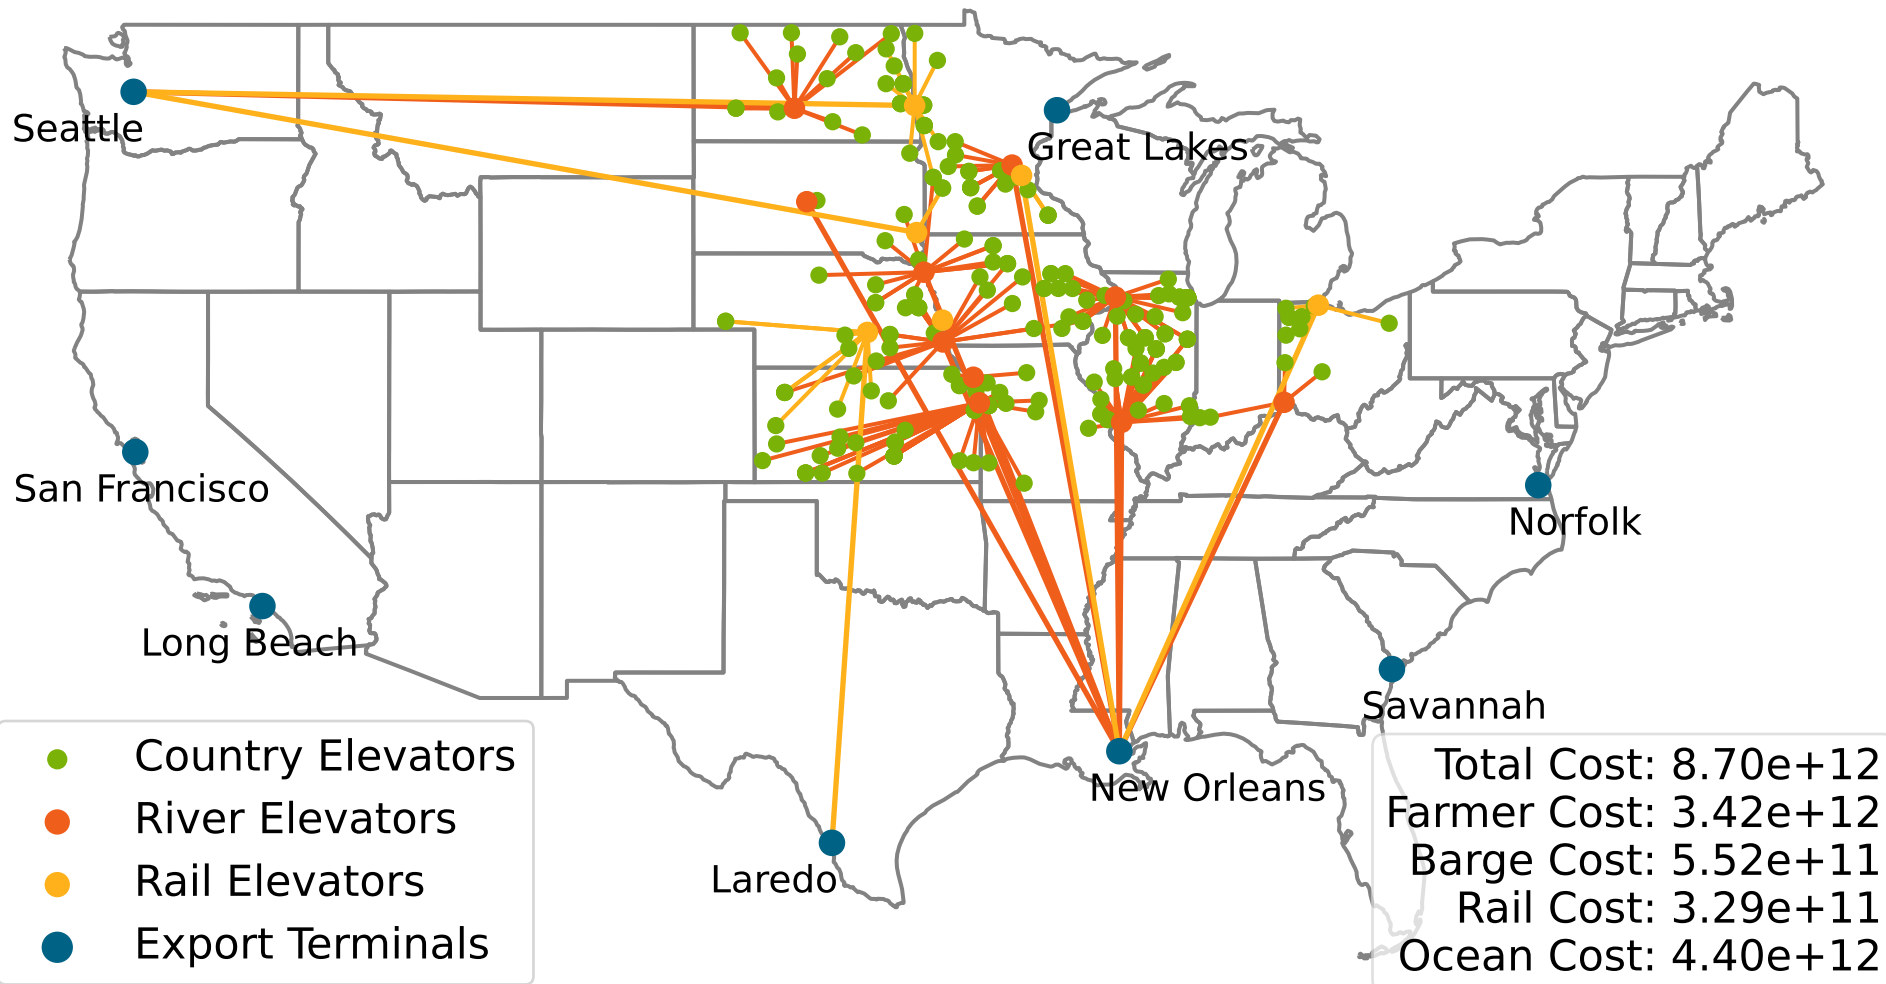 Seattle
Great Lakes
San Francisco
Norfolk
Long Beach
Savannah
New Orleans
Laredo
Country Elevators
River Elevators
Rail Elevators
Export Terminals
Total Cost: 8.70e+12
Farmer Cost: 3.42e+12
Barge Cost: 5.52e+11
Rail Cost: 3.29e+11
Ocean Cost: 4.40e+12